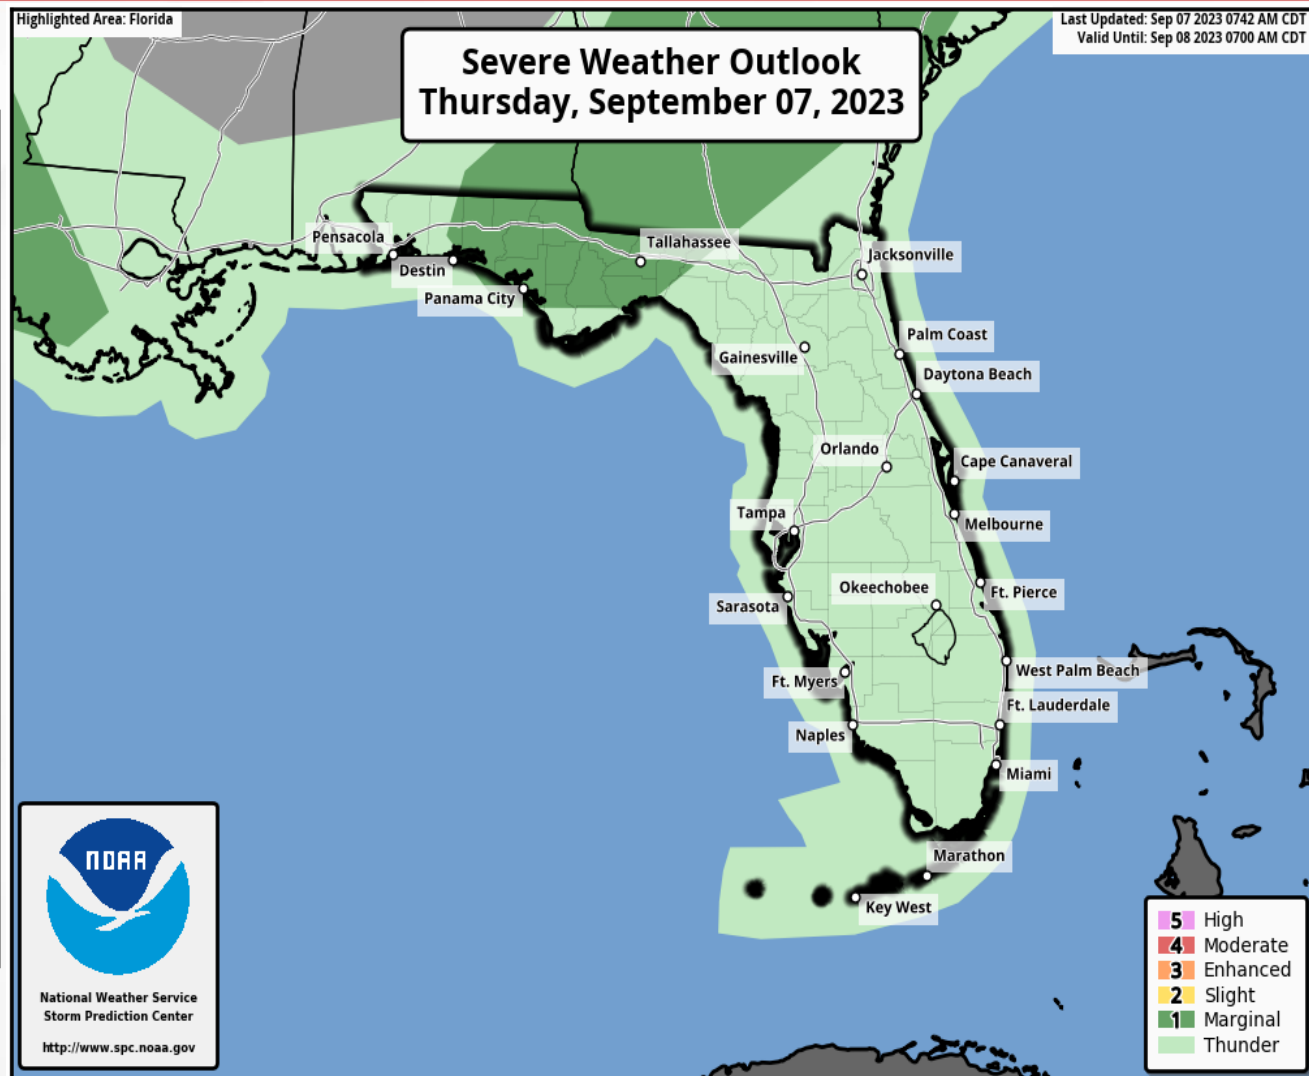 Highlighted Area: Florida
Last Updated: Sep 07 2023 0742 AM CDT
Valid Until: Sep 08 2023 0700 AM CDT
Severe Weather Outlook
Thursday, September 07, 2023
Pensacola
Tallahassee
Jacksonville
Destin
Panama City
Palm Coast
Gainesville
Daytona Beach
Orlando
Cape Canaveral
Tampa
Melbourne
Okeechobee
Ft. Pierce
Sarasota
West Palm Beach
Ft. Myers
Ft. Lauderdale
Naples
Miami
Marathon
Key West
NOAA
National Weather Service
Storm Prediction Center
http://www.spc.noaa.gov
5 High
4 Moderate
3 Enhanced
2 Slight
1 Marginal
Thunder